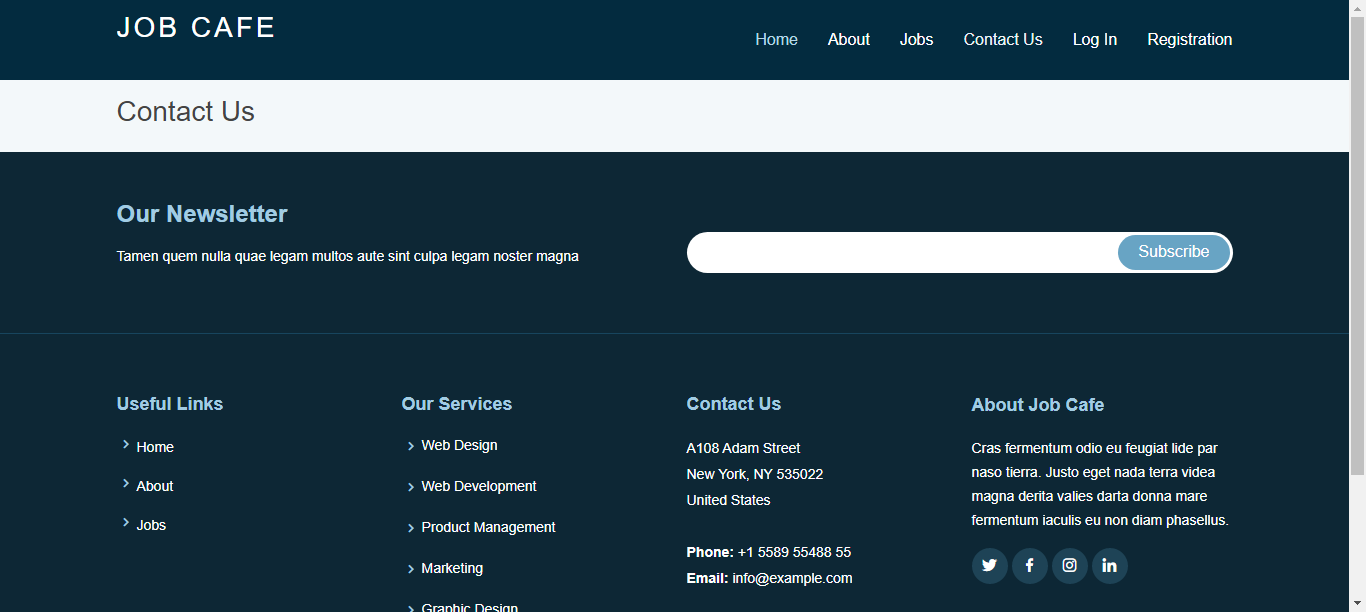 JOB CAFE
Home About Jobs Contact Us Log In Registration
Contact Us
Our Newsletter
Tamen quem nulla quae legam multos aute sint culpa legam noster magna
Subscribe
Useful Links
Home
About
Jobs
Our Services
Web Design
Web Development
Product Management
Marketing
Graphic Design
Contact Us
A108 Adam Street
New York, NY 535022
United States
Phone: +1 5589 55488 55
Email: info@example.com
About Job Cafe
Cras fermentum odio eu feugiat lide par
naso tierra. Justo eget nada terra videa
magna derita valies darta donna mare
fermentum iaculis eu non diam phasellus.